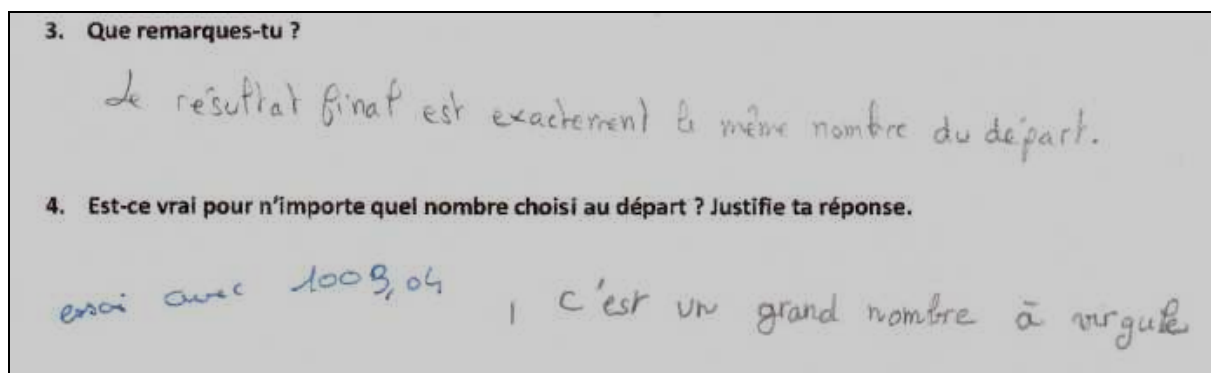 3. Que remarques-tu ?
Le résultat final est exactement le même nombre du départ.
4. Est-ce vrai pour n'importe quel nombre choisi au départ ? Justifie ta réponse.
essai avec 1009,04 , c'est un grand nombre à virgule